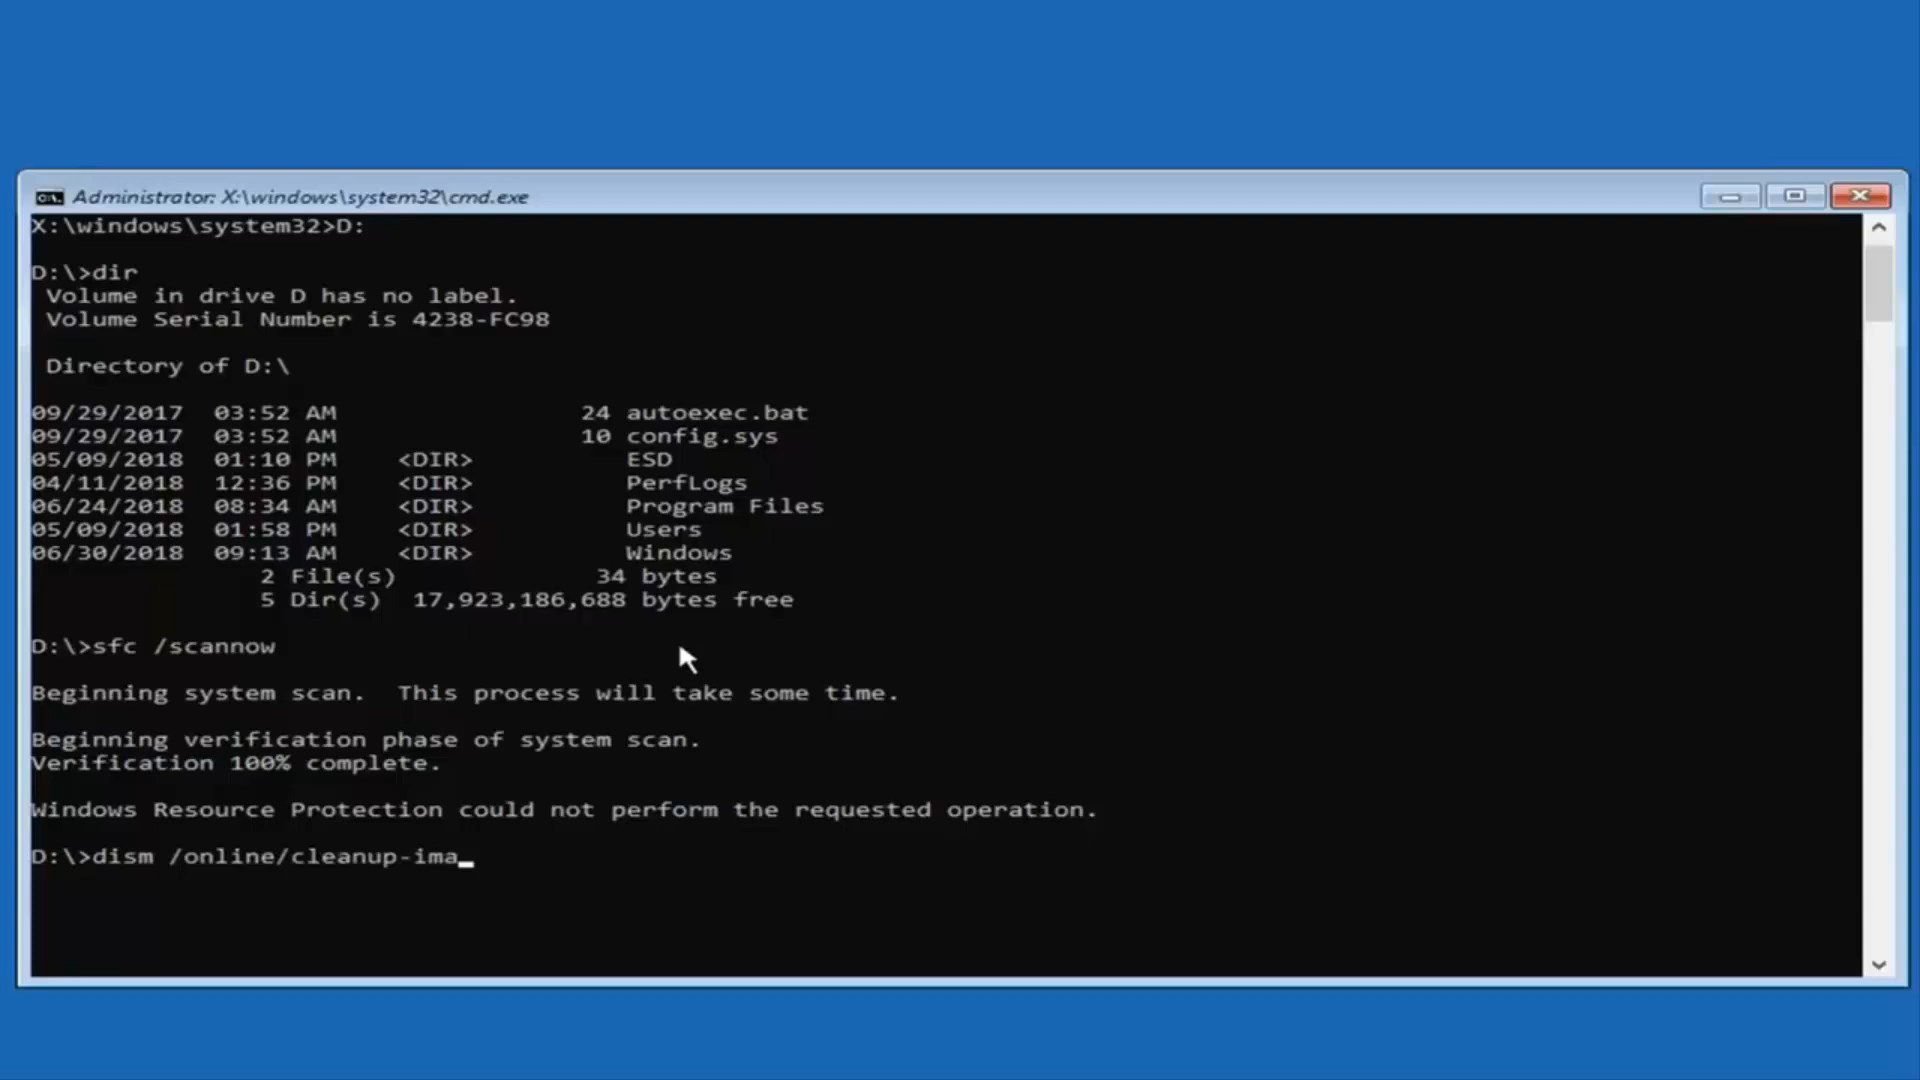 Administrator: X:\windows\system32\cmd.exe
X:\windows\system32>D:
D:\>dir
Volume in drive D has no label.
Volume Serial Number is 4238-FC98
Directory of D:\
09/29/2017  03:52 AM                24 autoexec.bat
09/29/2017  03:52 AM                10 config.sys
05/09/2018  01:10 PM    <DIR>          ESD
04/11/2018  12:36 PM    <DIR>          PerfLogs
06/24/2018  08:34 AM    <DIR>          Program Files
05/09/2018  01:58 PM    <DIR>          Users
06/30/2018  09:13 AM    <DIR>          Windows
2 File(s)             34 bytes
5 Dir(s)  17,923,186,688 bytes free
D:\>sfc /scannow
Beginning system scan.  This process will take some time.
Beginning verification phase of system scan.
Verification 100% complete.
Windows Resource Protection could not perform the requested operation.
D:\>dism /online/cleanup-ima